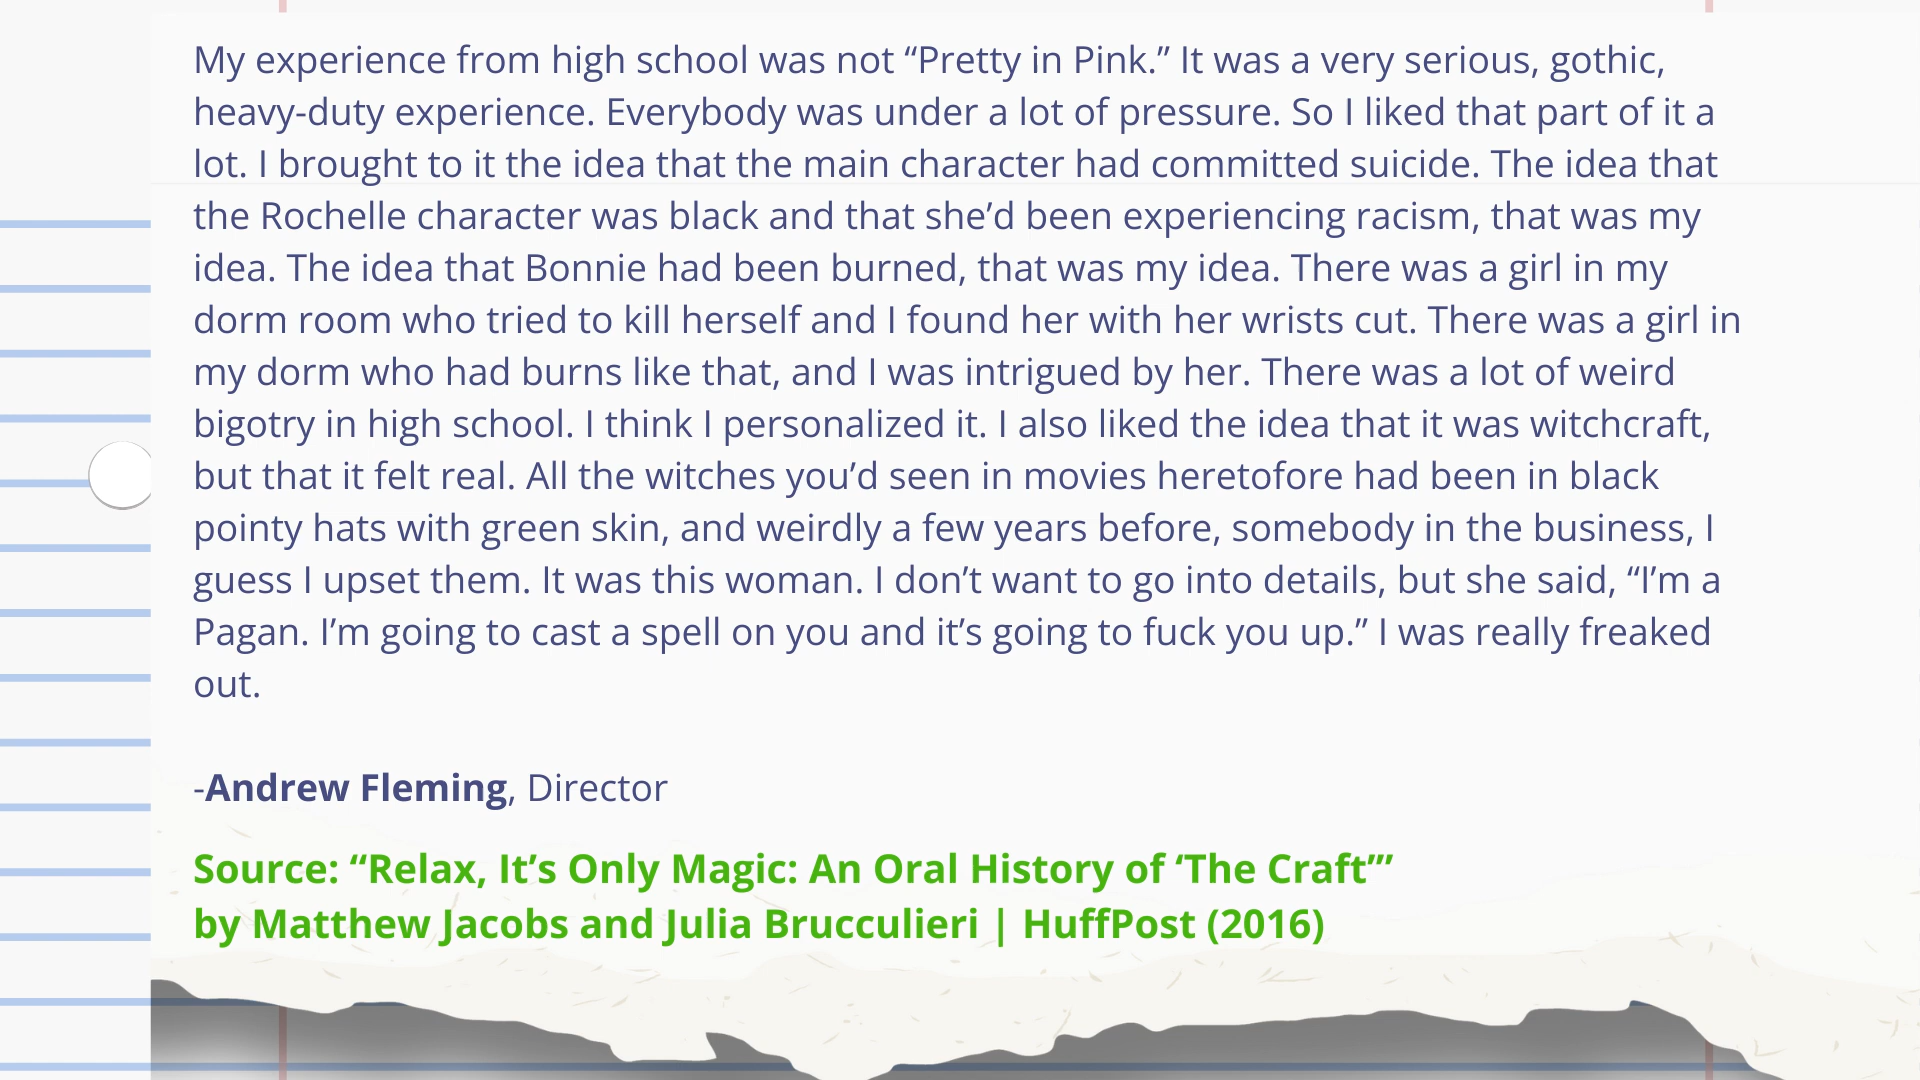 My experience from high school was not “Pretty in Pink.” It was a very serious, gothic,
heavy-duty experience. Everybody was under a lot of pressure. So I liked that part of it a
lot. I brought to it the idea that the main character had committed suicide. The idea that
the Rochelle character was black and that she’d been experiencing racism, that was my
idea. The idea that Bonnie had been burned, that was my idea. There was a girl in my
dorm room who tried to kill herself and I found her with her wrists cut. There was a girl in
my dorm who had burns like that, and I was intrigued by her. There was a lot of weird
bigotry in high school. I think I personalized it. I also liked the idea that it was witchcraft,
but that it felt real. All the witches you’d seen in movies heretofore had been in black
pointy hats with green skin, and weirdly a few years before, somebody in the business, I
guess I upset them. It was this woman. I don’t want to go into details, but she said, “I’m a
Pagan. I’m going to cast a spell on you and it’s going to fuck you up.” I was really freaked
out.
-Andrew Fleming, Director
Source: “Relax, It’s Only Magic: An Oral History of ‘The Craft’”
by Matthew Jacobs and Julia Brucculieri | HuffPost (2016)